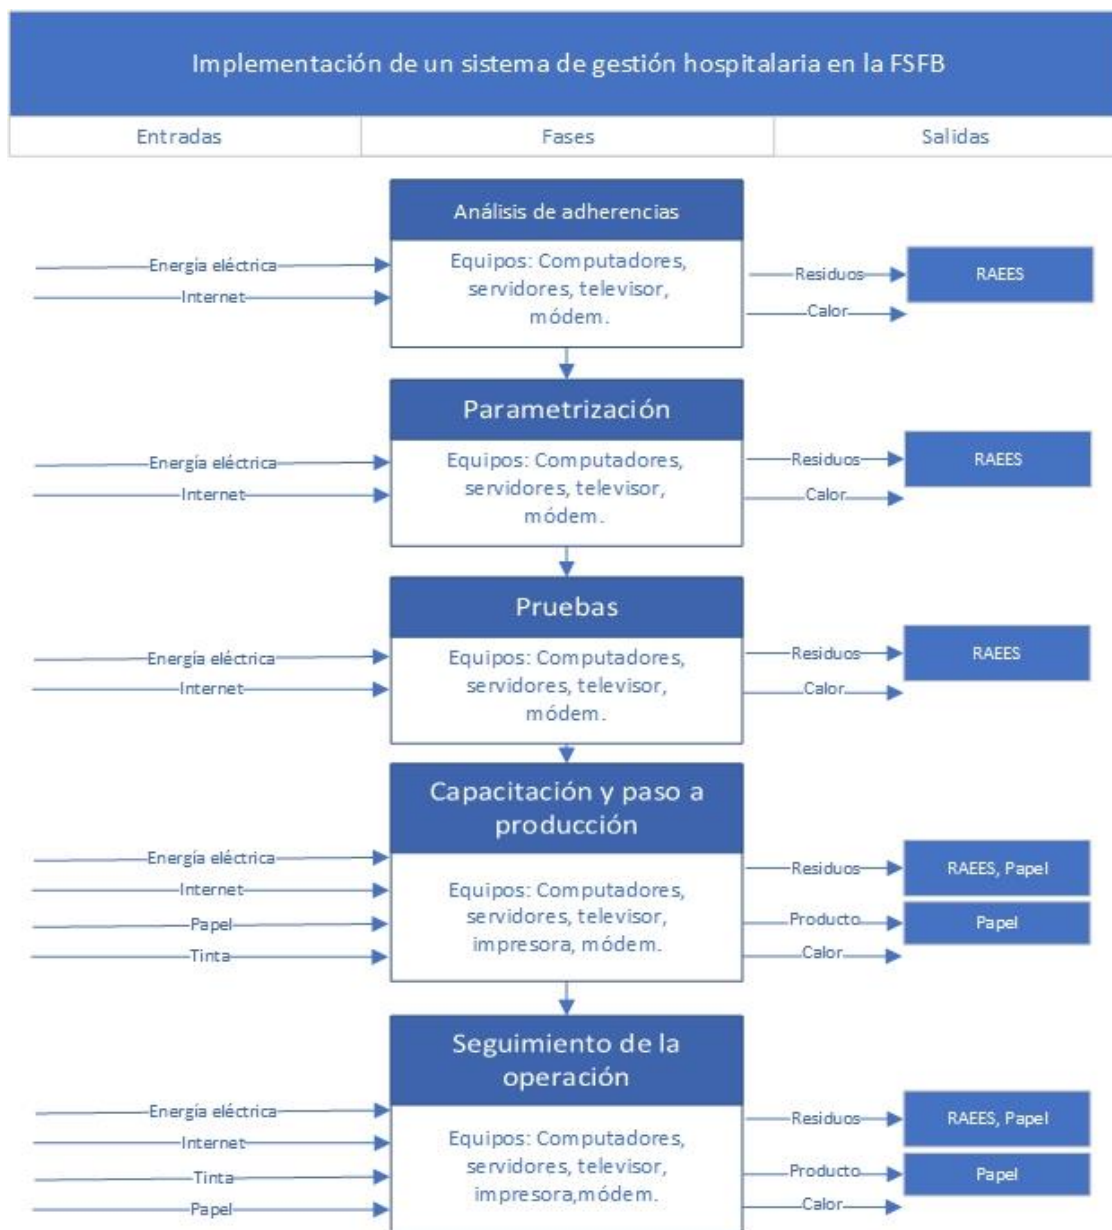 Implementación de un sistema de gestión hospitalaria en la FSFB
Entradas
Fases
Salidas
Análisis de adherencias
Energía eléctrica
Internet
Equipos: Computadores,
servidores, televisor,
módem.
Residuos
RAEES
Calor
Parametrización
Energía eléctrica
Internet
Equipos: Computadores,
servidores, televisor,
módem.
Residuos
RAEES
Calor
Pruebas
Energía eléctrica
Internet
Equipos: Computadores,
servidores, televisor,
módem.
Residuos
RAEES
Calor
Capacitación y paso a
producción
Energía eléctrica
Internet
Papel
Tinta
Equipos: Computadores,
servidores, televisor,
impresora, módem.
Residuos
RAEES, Papel
Producto
Papel
Calor
Seguimiento de la
operación
Energía eléctrica
Internet
Tinta
Papel
Equipos: Computadores,
servidores, televisor,
impresora,módem.
Residuos
RAEES, Papel
Producto
Papel
Calor